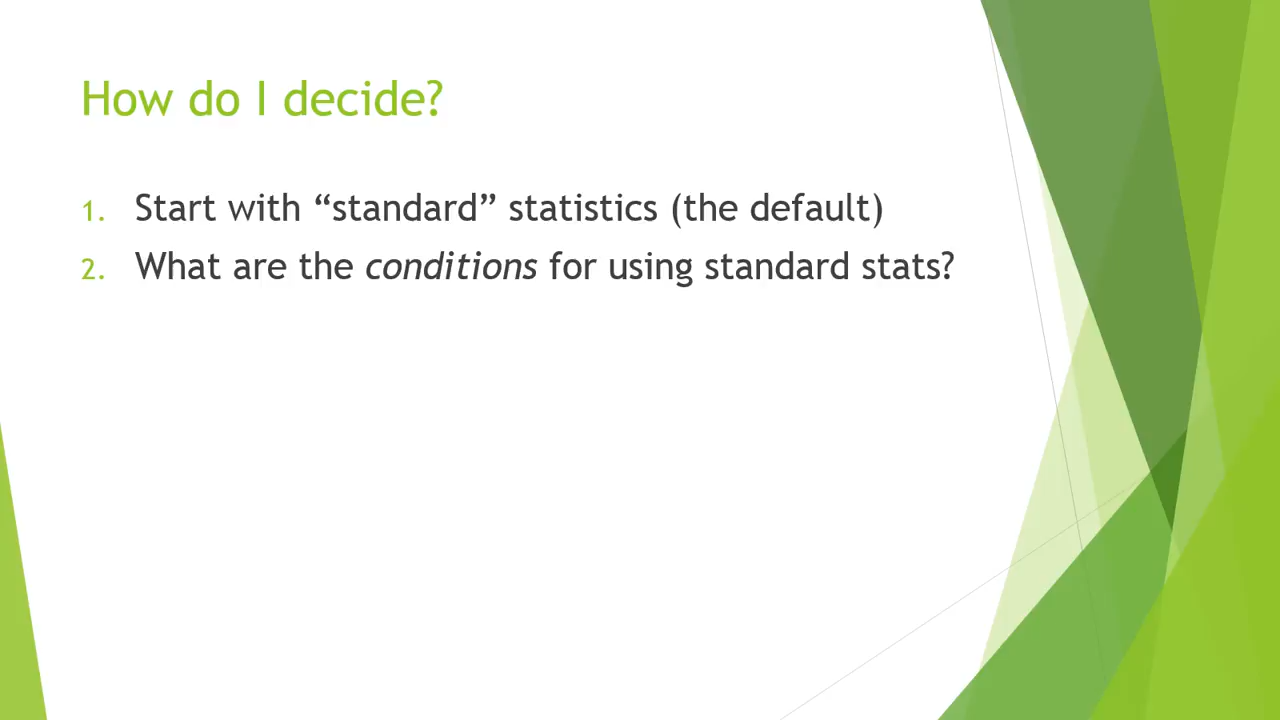 How do I decide?
1. Start with “standard” statistics (the default)
2. What are the conditions for using standard stats?